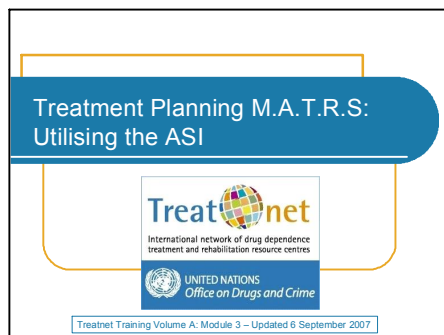 Treatment Planning M.A.T.R.S:
Utilising the ASI
Treat net
International network of drug dependence
treatment and rehabilitation resource centres
UNITED NATIONS
Office on Drugs and Crime
Treatnet Training Volume A: Module 3 – Updated 6 September 2007